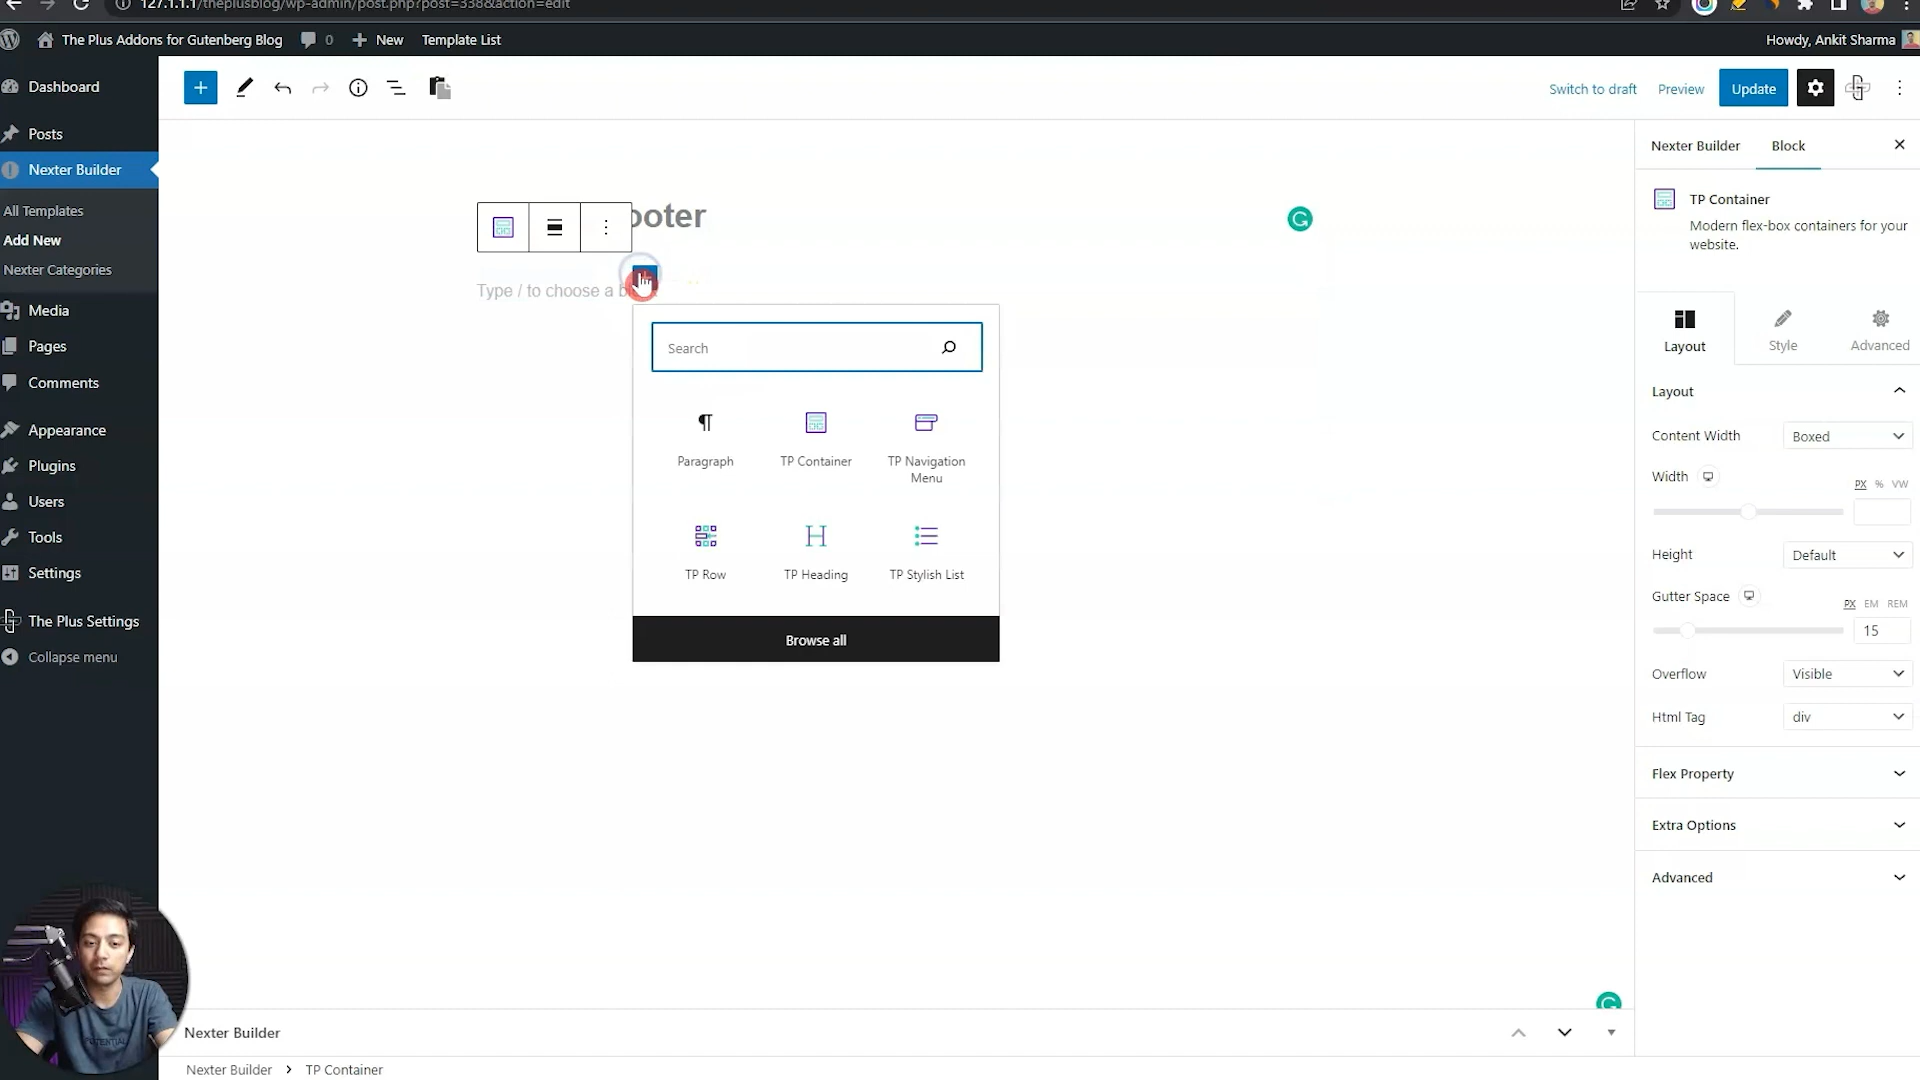 127.1.1.1/theplusblog/wp-admin/post.php?post=338&action=edit
The Plus Addons for Gutenberg Blog
0
New
Template List
Howdy, Ankit Sharma
Dashboard
Posts
Nexter Builder
All Templates
Add New
Nexter Categories
Media
Pages
Comments
Appearance
Plugins
Users
Tools
Settings
The Plus Settings
Collapse menu
Switch to draft
Preview
Update
ooter
Type / to choose a b
Search
Paragraph
TP Container
TP Navigation
Menu
TP Row
TP Heading
TP Stylish List
Browse all
Nexter Builder
Block
TP Container
Modern flex-box containers for your
website.
Layout
Style
Advanced
Layout
Content Width
Boxed
Width
PX % VW
Height
Default
Gutter Space
PX EM REM
15
Overflow
Visible
Html Tag
div
Flex Property
Extra Options
Advanced
POTENTIAL
Nexter Builder
Nexter Builder
TP Container